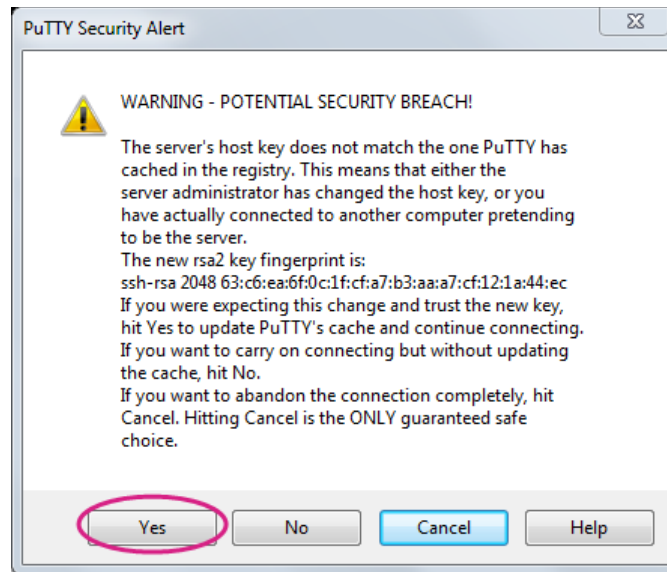 PuTTY Security Alert
WARNING - POTENTIAL SECURITY BREACH!
The server's host key does not match the one PuTTY has
cached in the registry. This means that either the
server administrator has changed the host key, or you
have actually connected to another computer pretending
to be the server.
The new rsa2 key fingerprint is:
ssh-rsa 2048 63:c6:ea:6f:0c:1f:cf:a7:b3:aa:a7:cf:12:1a:44:ec
If you were expecting this change and trust the new key,
hit Yes to update PuTTY's cache and continue connecting.
If you want to carry on connecting but without updating
the cache, hit No.
If you want to abandon the connection completely, hit
Cancel. Hitting Cancel is the ONLY guaranteed safe
choice.
Yes No Cancel Help